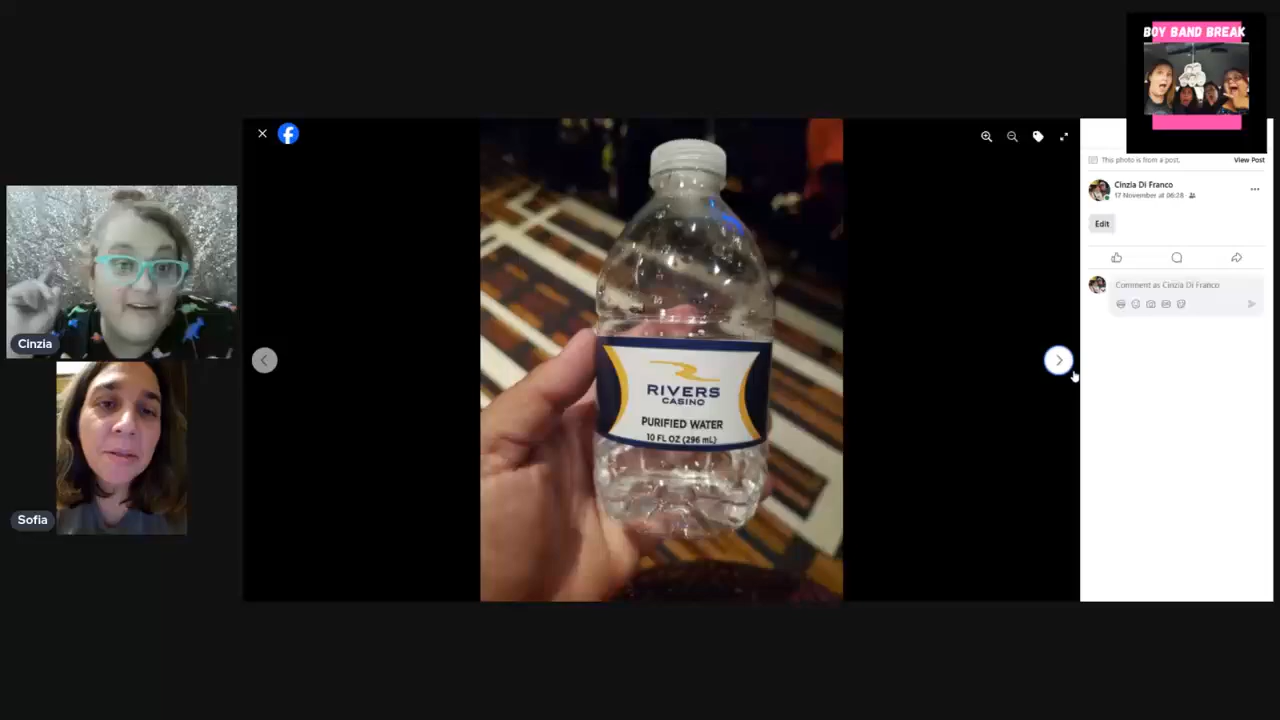 BOY BAND BREAK
This photo is from a post.
View Post
Cinzia Di Franco
17 November at 06:28
Edit
Comment as Cinzia Di Franco
Cinzia
Sofia
RIVERS
CASINO
PURIFIED WATER
10 FL OZ (296 mL)